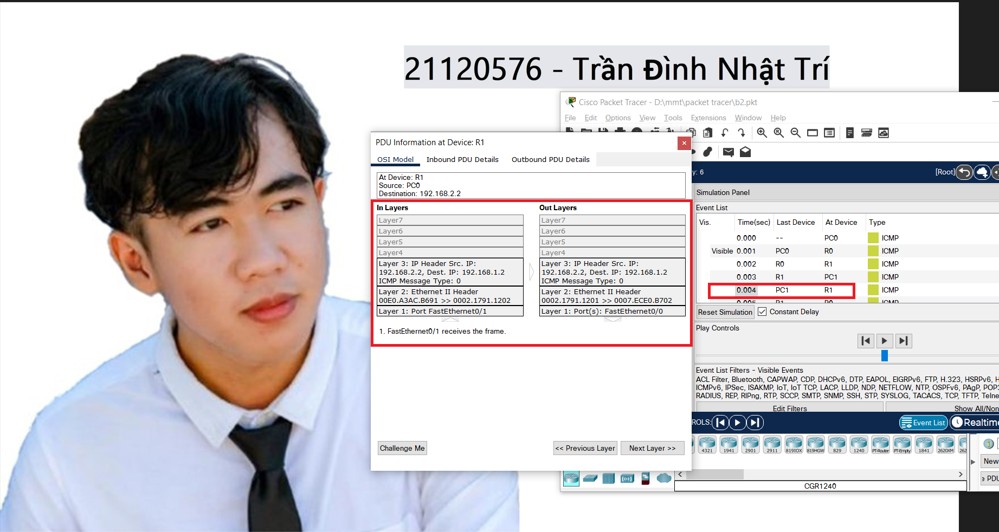 21120576 - Trần Đình Nhật Trí
Cisco Packet Tracer - D:\mmt\packet tracer\b2.pkt
File Edit Options View Tools Extensions Window Help
PDU Information at Device: R1
OSI Model Inbound PDU Details Outbound PDU Details
At Device: R1
Source: PC0
Destination: 192.168.2.2
In Layers
Layer7
Layer6
Layer5
Layer4
Layer 3: IP Header Src. IP:
192.168.2.2, Dest. IP: 192.168.1.2
ICMP Message Type: 0
Layer 2: Ethernet II Header
00E0.A3AC.B691 >> 0002.1791.1202
Layer 1: Port FastEthernet0/1
Out Layers
Layer7
Layer6
Layer5
Layer4
Layer 3: IP Header Src. IP:
192.168.2.2, Dest. IP: 192.168.1.2
ICMP Message Type: 0
Layer 2: Ethernet II Header
0002.1791.1201 >> 0007.ECE0.B702
Layer 1: Port(s): FastEthernet0/0
1. FastEthernet0/1 receives the frame.
Challenge Me << Previous Layer Next Layer >>
y: 6 [Root]
Simulation Panel
Event List
Vis. Time(sec) Last Device At Device Type
0.000 -- PC0 ICMP
Visible 0.001 PC0 R0 ICMP
0.002 R0 R1 ICMP
0.003 R1 PC1 ICMP
0.004 PC1 R1 ICMP
0.005 R1 R0 ICMP
Reset Simulation Constant Delay
Play Controls
Event List Filters - Visible Events
ACL Filter, Bluetooth, CAPWAP, CDP, DHCPv6, DTP, EAPOL, EIGRPv6, FTP, H.323, HSRPv6, H
ICMPv6, IPSec, ISAKMP, IoT, IoT TCP, LACP, LLDP, NDP, NETFLOW, NTP, OSPFv6, PAgP, POP3
RADIUS, REP, RIPng, RTP, SCCP, SMTP, SNMP, SSH, STP, SYSLOG, TACACS, TCP, TFTP, Telne
Edit Filters Show All/Non
ROLS: Event List Realtime
4321 1941 2901 2911 819IOX 819HGW 829 1240 PT-Router PT-Empty 1841 2620XM 262
New
e PDU
CGR1240